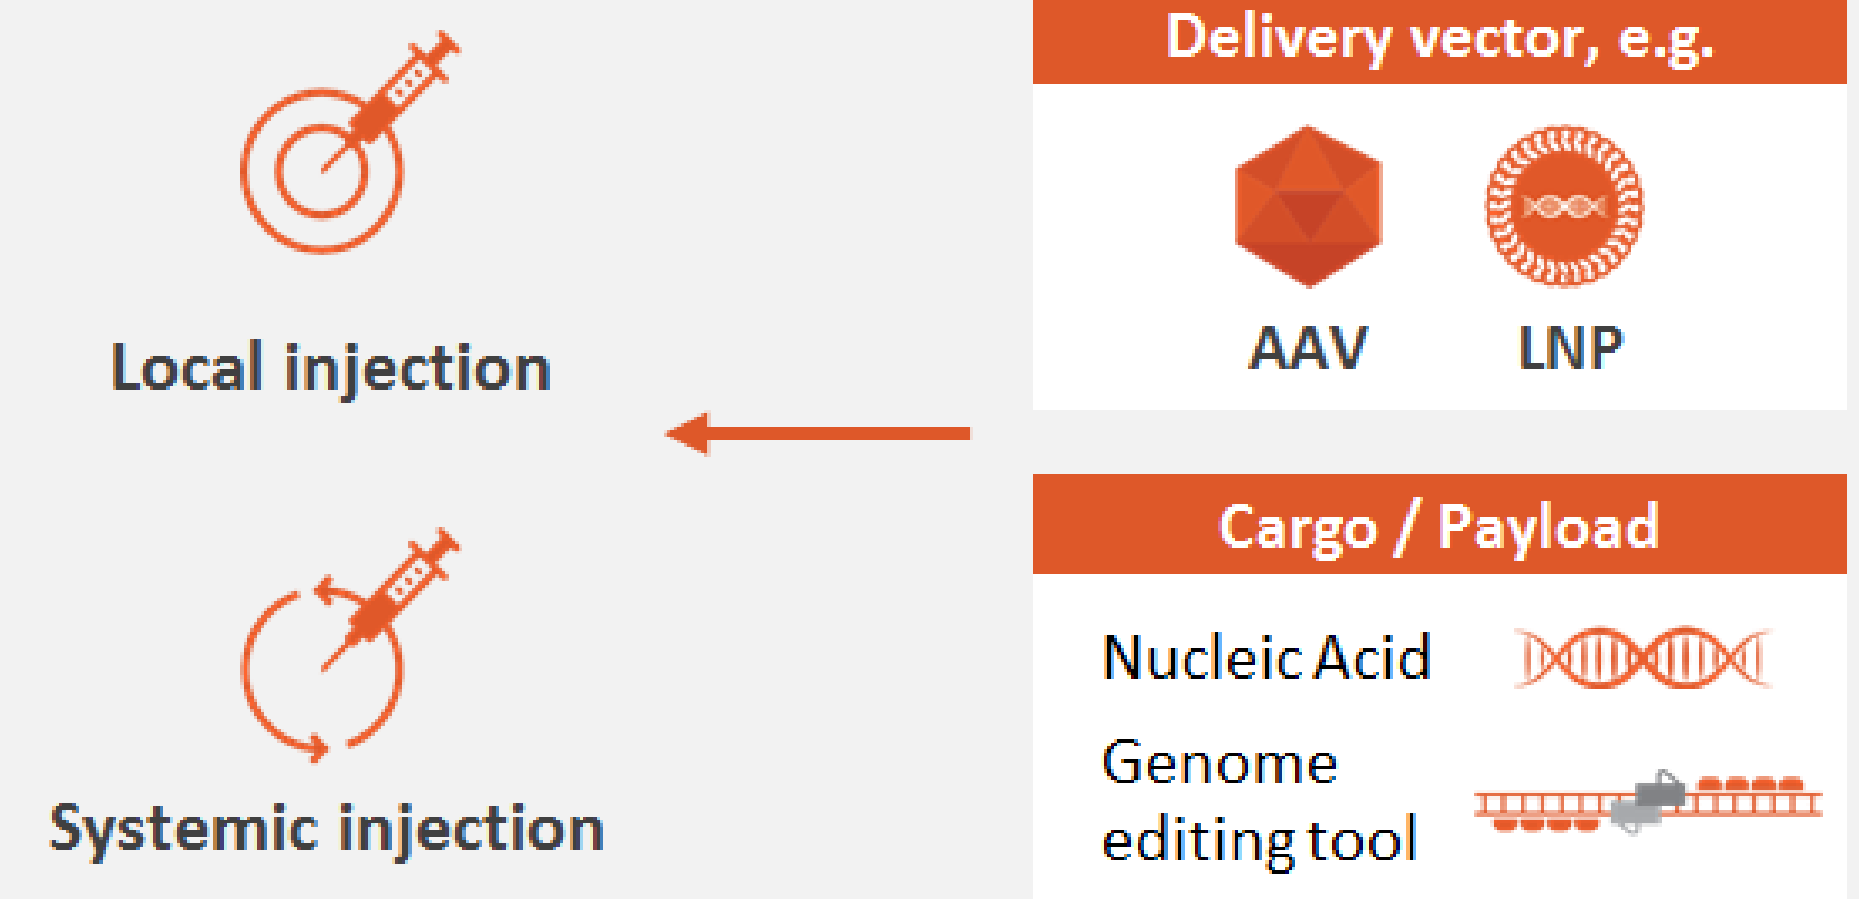 Local injection
Systemic injection
Delivery vector, e.g.
AAV LNP
Cargo / Payload
Nucleic Acid
Genome
editing tool